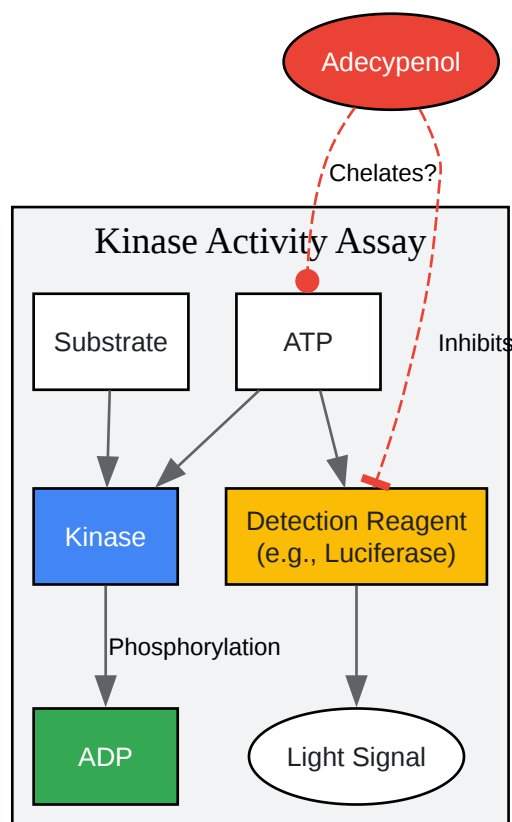 Adecypenol
Chelates?
Kinase Activity Assay
Substrate
ATP
Inhibits
Kinase
Detection Reagent
(e.g., Luciferase)
Phosphorylation
ADP
Light Signal